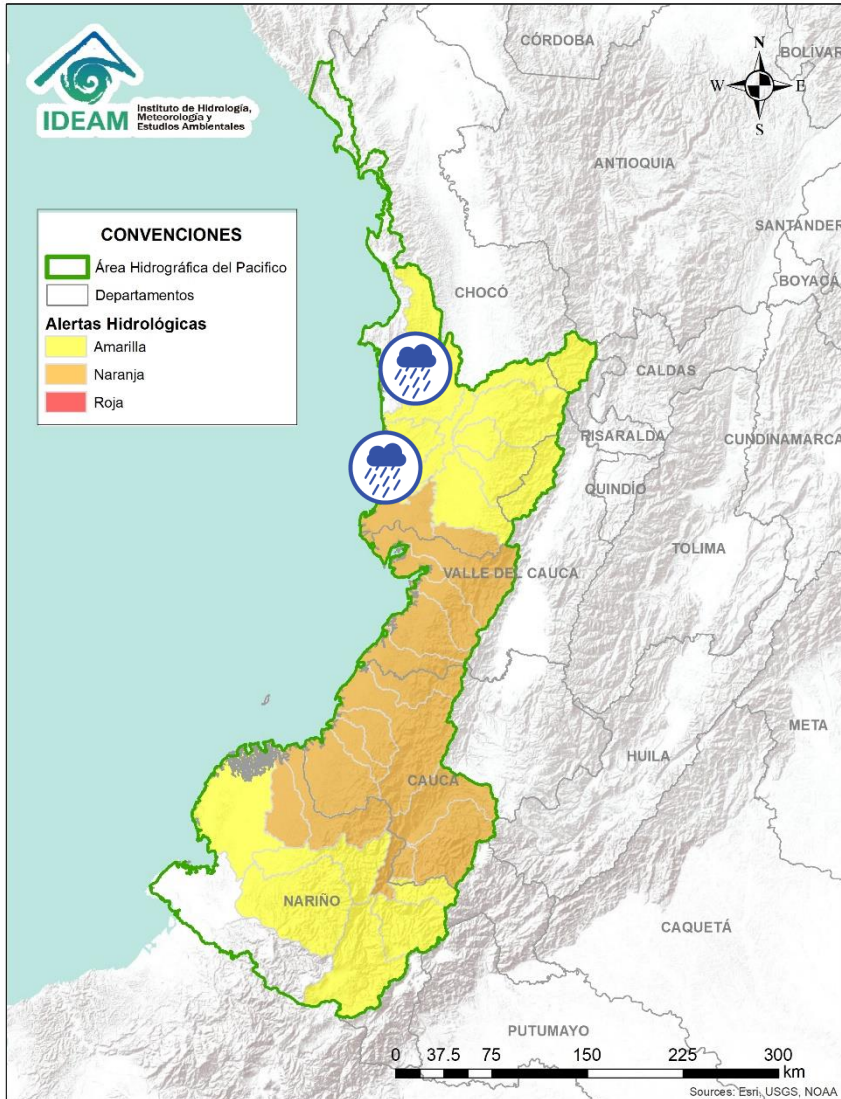 IDEAM
Instituto de Hidrología,
Meteorología y
Estudios Ambientales
CÓRDOBA
BOLÍVAR
N
W
E
S
ANTIOQUIA
SANTANDER
BOYACÁ
CONVENCIONES
Área Hidrográfica del Pacifico
Departamentos
Alertas Hidrológicas
Amarilla
Naranja
Roja
CHOCÓ
CALDAS
RISARALDA
CUNDINAMARCA
QUINDÍO
TOLIMA
VALLE DEL CAUCA
META
HUILA
CAUCA
NARIÑO
CAQUETÁ
PUTUMAYO
0 37.5 75 150 225 300
km
Sources: Esri, USGS, NOAA